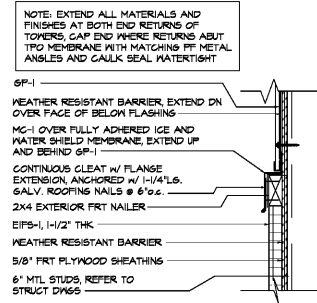 NOTE: EXTEND ALL MATERIALS AND
FINISHES AT BOTH END RETURNS OF
TOWERS, CAP END WHERE RETURNS ABUT
TPO MEMBRANE WITH MATCHING PF METAL
ANGLES AND CAULK SEAL WATERTIGHT
GP-1
WEATHER RESISTANT BARRIER, EXTEND DN
OVER FACE OF BELOW FLASHING
MC-1 OVER FULLY ADHERED ICE AND
WATER SHIELD MEMBRANE, EXTEND UP
AND BEHIND GP-1
CONTINUOUS CLEAT W/ FLANGE
EXTENSION, ANCHORED W/ 1-1/4"LG.
GALV. ROOFING NAILS @ 6"o.c.
2X4 EXTERIOR FRT NAILER
EIFS-1, 1-1/2" THK
WEATHER RESISTANT BARRIER
5/8" FRT PLYWOOD SHEATHING
6" MTL STUDS, REFER TO
STRUCT DWGS